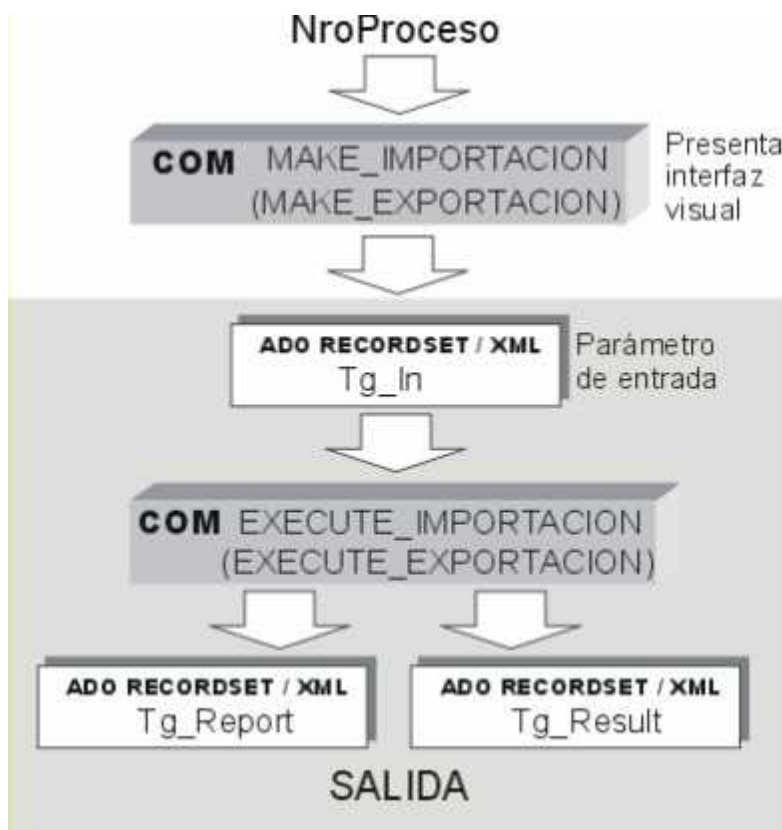 NroProceso
COM MAKE_IMPORTACION
(MAKE_EXPORTACION)
Presenta
interfaz
visual
ADO RECORDSET / XML
Tg_In
Parámetro
de entrada
COM EXECUTE_IMPORTACION
(EXECUTE_EXPORTACION)
ADO RECORDSET / XML
Tg_Report
ADO RECORDSET / XML
Tg_Result
SALIDA